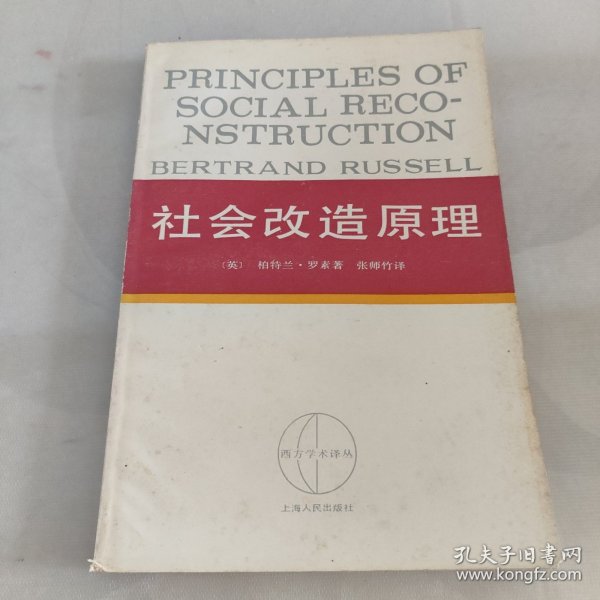 PRINCIPLES OF
SOCIAL RECO-
NSTRUCTION
BERTRAND RUSSELL
社会改造原理
〔英〕 柏特兰·罗素著 张师竹译
西方学术译丛
上海人民出版社
孔夫子旧书网
www.kongfz.com